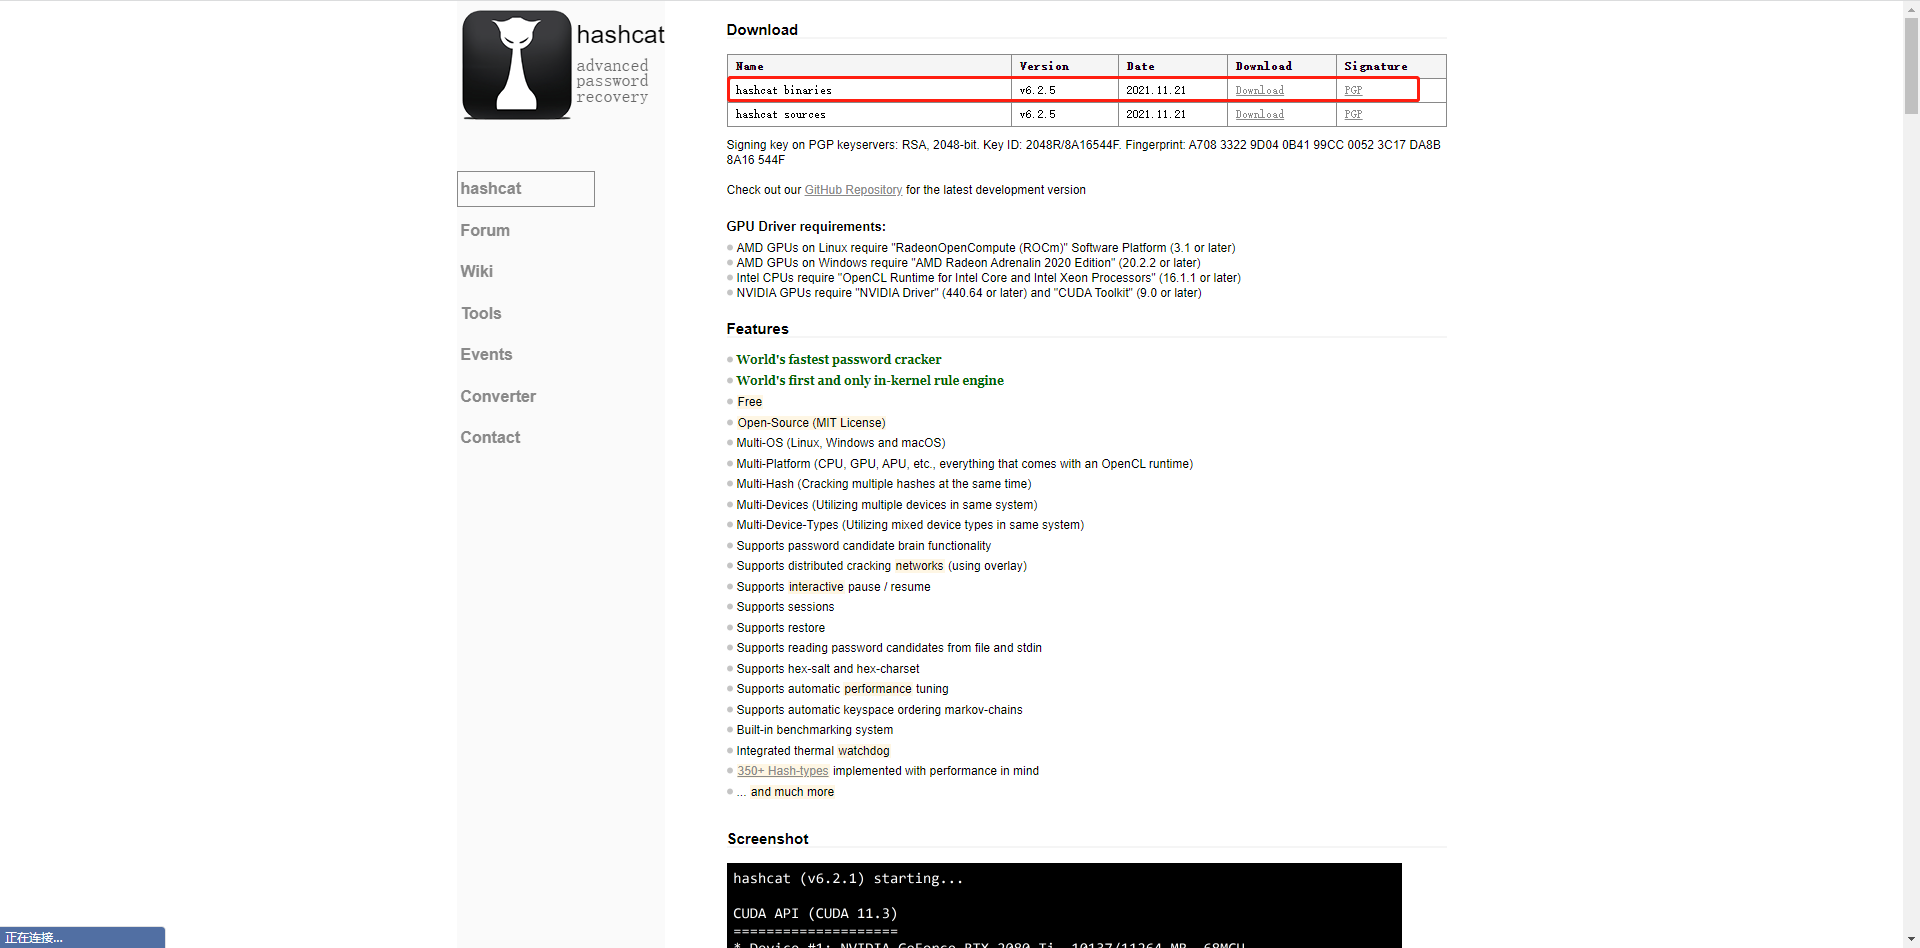 hashcat
advanced
password
recovery
hashcat
Forum
Wiki
Tools
Events
Converter
Contact
Download
Name Version Date Download Signature
hashcat binaries v6.2.5 2021.11.21 Download PGP
hashcat sources v6.2.5 2021.11.21 Download PGP
Signing key on PGP keyservers: RSA, 2048-bit. Key ID: 2048R/8A16544F. Fingerprint: A708 3322 9D04 0B41 99CC 0052 3C17 DA8B
8A16 544F
Check out our GitHub Repository for the latest development version
GPU Driver requirements:
AMD GPUs on Linux require "RadeonOpenCompute (ROCm)" Software Platform (3.1 or later)
AMD GPUs on Windows require "AMD Radeon Adrenalin 2020 Edition" (20.2.2 or later)
Intel CPUs require "OpenCL Runtime for Intel Core and Intel Xeon Processors" (16.1.1 or later)
NVIDIA GPUs require "NVIDIA Driver" (440.64 or later) and "CUDA Toolkit" (9.0 or later)
Features
World's fastest password cracker
World's first and only in-kernel rule engine
Free
Open-Source (MIT License)
Multi-OS (Linux, Windows and macOS)
Multi-Platform (CPU, GPU, APU, etc., everything that comes with an OpenCL runtime)
Multi-Hash (Cracking multiple hashes at the same time)
Multi-Devices (Utilizing multiple devices in same system)
Multi-Device-Types (Utilizing mixed device types in same system)
Supports password candidate brain functionality
Supports distributed cracking networks (using overlay)
Supports interactive pause / resume
Supports sessions
Supports restore
Supports reading password candidates from file and stdin
Supports hex-salt and hex-charset
Supports automatic performance tuning
Supports automatic keyspace ordering markov-chains
Built-in benchmarking system
Integrated thermal watchdog
350+ Hash-types implemented with performance in mind
... and much more
Screenshot
hashcat (v6.2.1) starting...
CUDA API (CUDA 11.3)
====================
* Device #1: NVIDIA GeForce RTX 2080 Ti, 10137/11264 MB, 68MCU
正在连接...